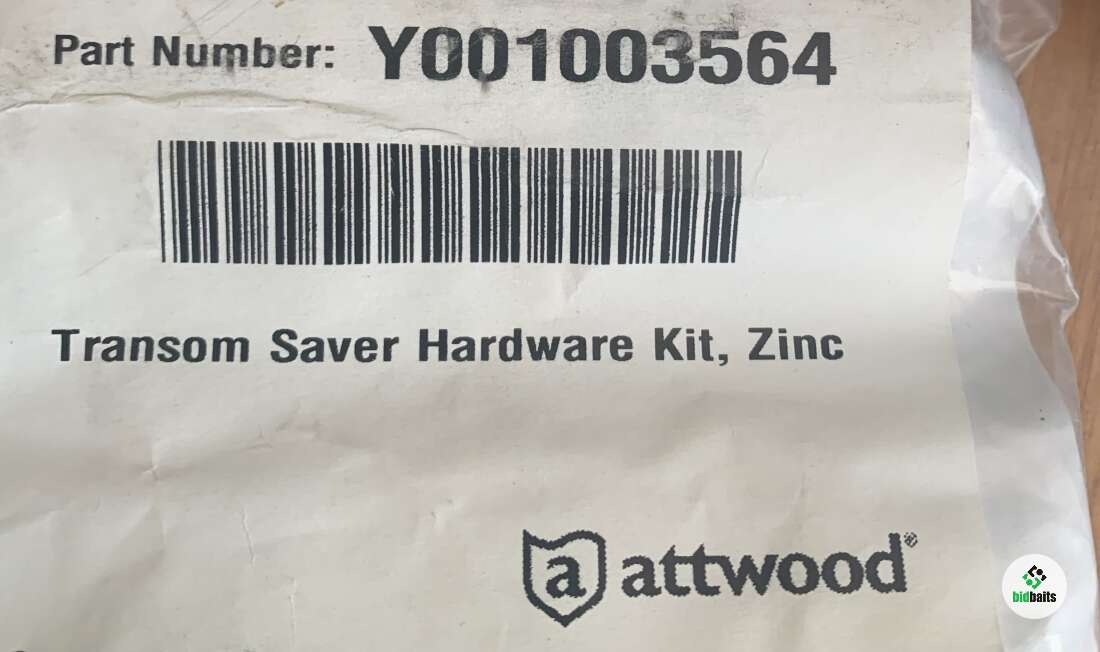 Part Number: Y001003564
Transom Saver Hardware Kit, Zinc
a attwood®
bidbaits